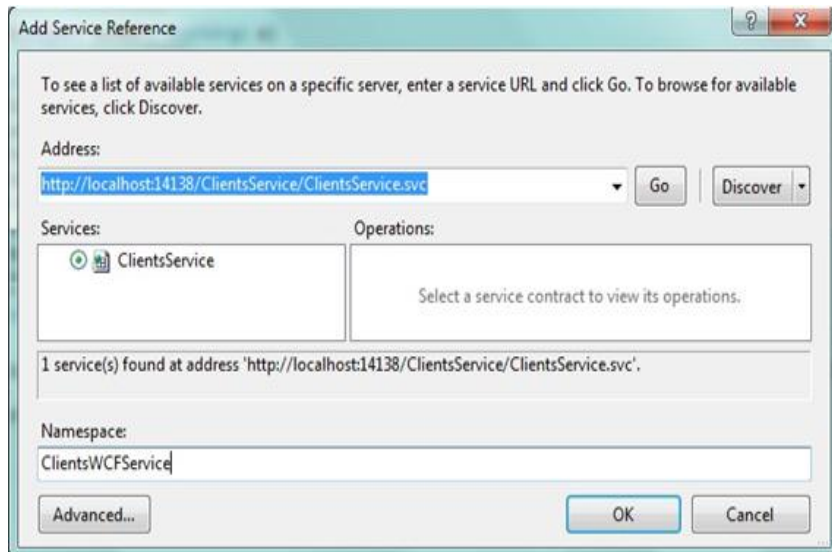 Add Service Reference
To see a list of available services on a specific server, enter a service URL and click Go. To browse for available
services, click Discover.
Address:
http://localhost:14138/ClientsService/ClientsService.svc
Go
Discover
Services:
Operations:
ClientsService
Select a service contract to view its operations.
1 service(s) found at address 'http://localhost:14138/ClientsService/ClientsService.svc'.
Namespace:
ClientsWCFService
Advanced...
OK
Cancel